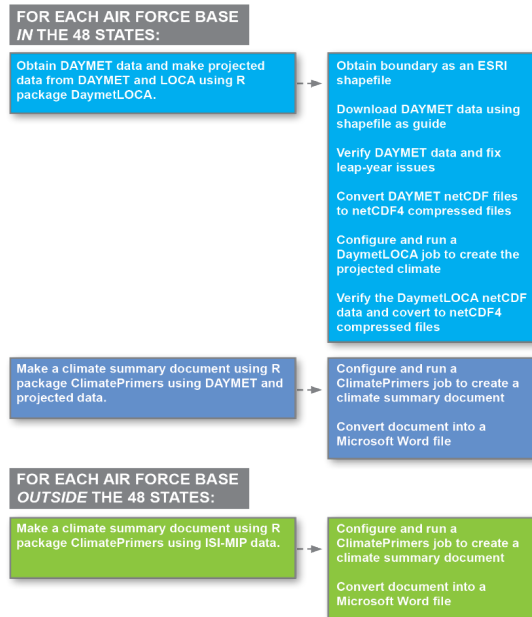 FOR EACH AIR FORCE BASE
IN THE 48 STATES:
Obtain DAYMET data and make projected
data from DAYMET and LOCA using R
package DaymetLOCA.
Obtain boundary as an ESRI
shapefile
Download DAYMET data using
shapefile as guide
Verify DAYMET data and fix
leap-year issues
Convert DAYMET netCDF files
to netCDF4 compressed files
Configure and run a
DaymetLOCA job to create the
projected climate
Verify the DaymetLOCA netCDF
data and covert to netCDF4
compressed files
Make a climate summary document using R
package ClimatePrimers using DAYMET and
projected data.
Configure and run a
ClimatePrimers job to create a
climate summary document
Convert document into a
Microsoft Word file
FOR EACH AIR FORCE BASE
OUTSIDE THE 48 STATES:
Make a climate summary document using R
package ClimatePrimers using ISI-MIP data.
Configure and run a
ClimatePrimers job to create a
climate summary document
Convert document into a
Microsoft Word file